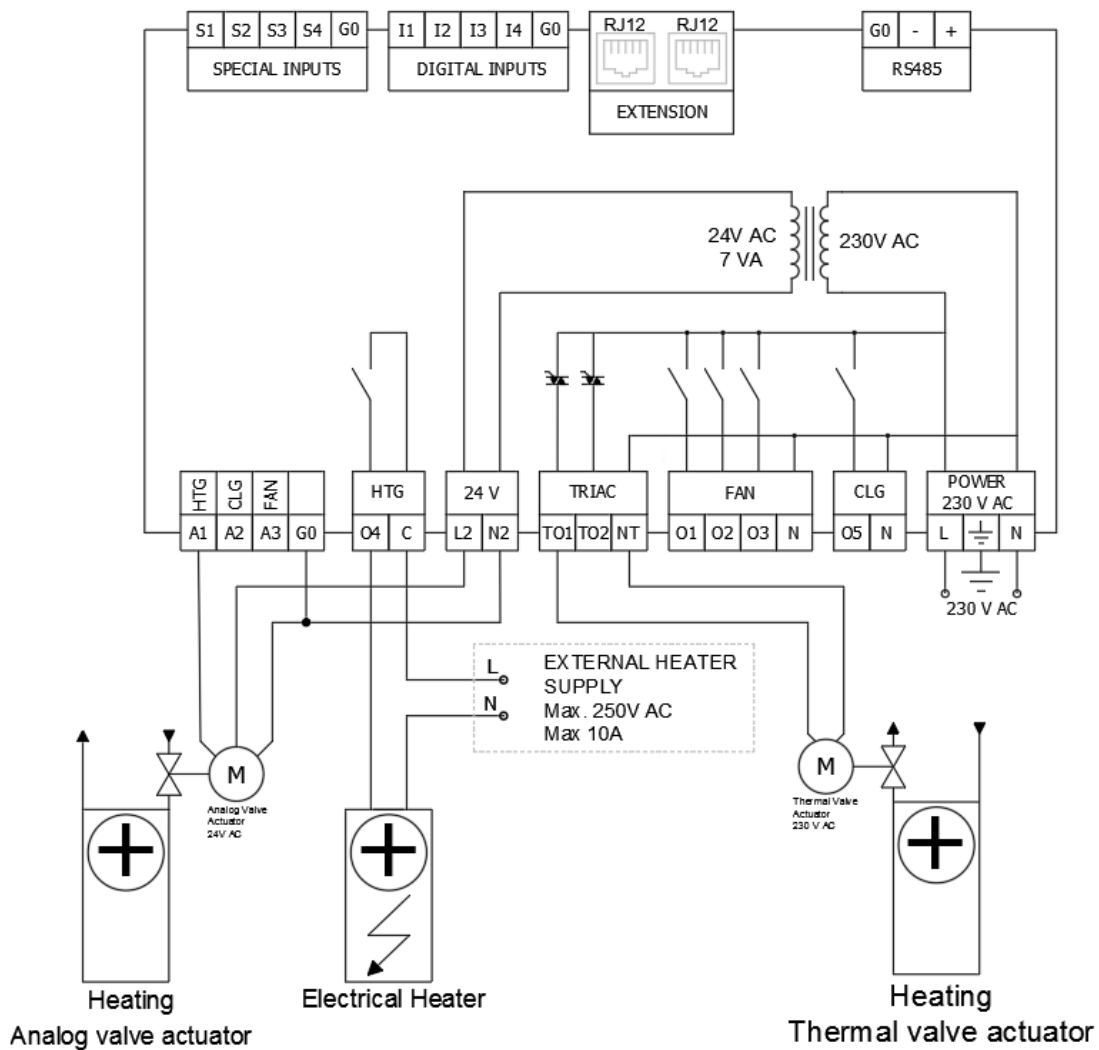 S1 S2 S3 S4 G0
SPECIAL INPUTS
I1 I2 I3 I4 G0
DIGITAL INPUTS
RJ12 RJ12
EXTENSION
G0 - +
RS485
24V AC
7 VA
230V AC
HTG CLG FAN
A1 A2 A3 G0
HTG
O4 C
24 V
L2 N2
TRIAC
TO1 TO2 NT
FAN
O1 O2 O3 N
CLG
O5 N
POWER
230 V AC
L N
230 V AC
L
N
EXTERNAL HEATER
SUPPLY
Max. 250V AC
Max 10A
M
Analog Valve
Actuator
24V AC
M
Thermal Valve
Actuator
230 V AC
Heating
Analog valve actuator
Electrical Heater
Heating
Thermal valve actuator